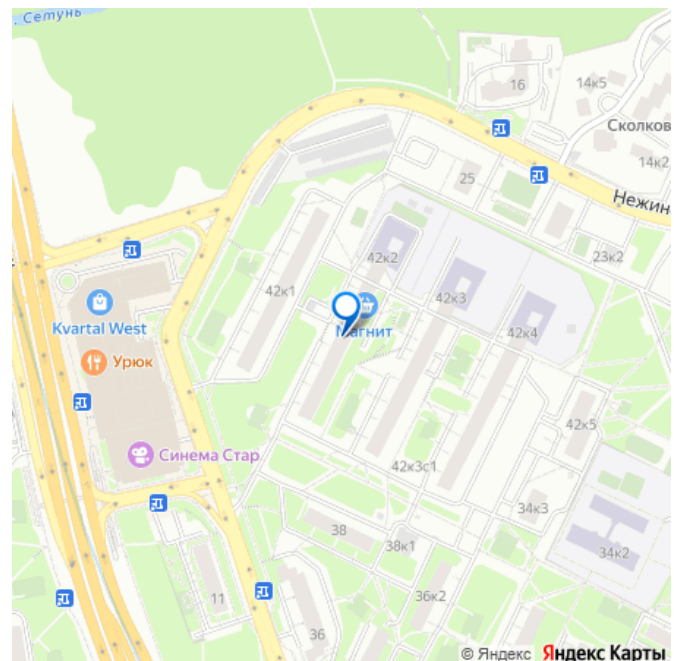 . Сетунь
16
14к5
Сколков
14к2
25
Нежин
23к2
42к2
42к1
42к3
42к4
Kvartal West
Магнит
Урюк
42к5
Синема Стар
42к3с1
34к3
38
38к1
34к2
11
36к2
36
© Яндекс Яндекс Карты